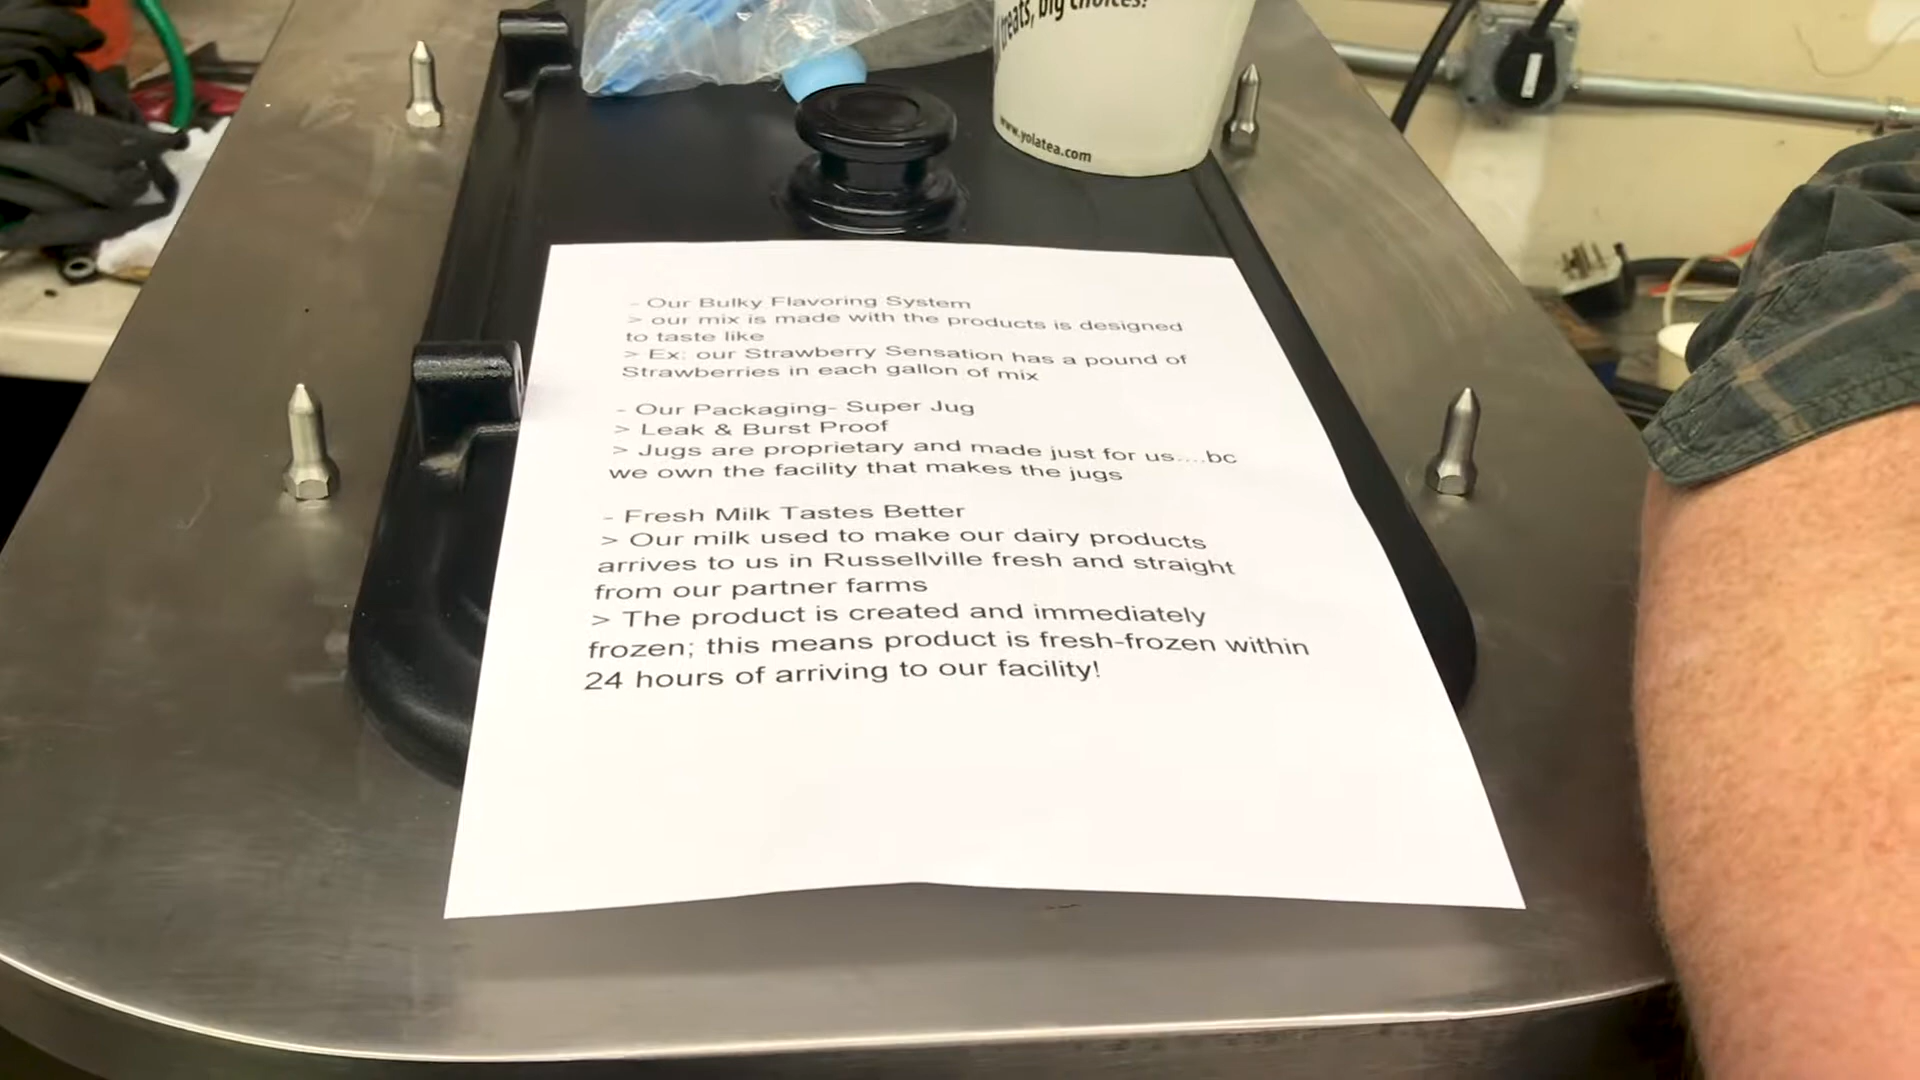 treats, big choices!
www.yolatea.com
- Our Bulky Flavoring System
> our mix is made with the products is designed
to taste like
> Ex: our Strawberry Sensation has a pound of
Strawberries in each gallon of mix
- Our Packaging- Super Jug
> Leak & Burst Proof
> Jugs are proprietary and made just for us....bc
we own the facility that makes the jugs
- Fresh Milk Tastes Better
> Our milk used to make our dairy products
arrives to us in Russellville fresh and straight
from our partner farms
> The product is created and immediately
frozen; this means product is fresh-frozen within
24 hours of arriving to our facility!